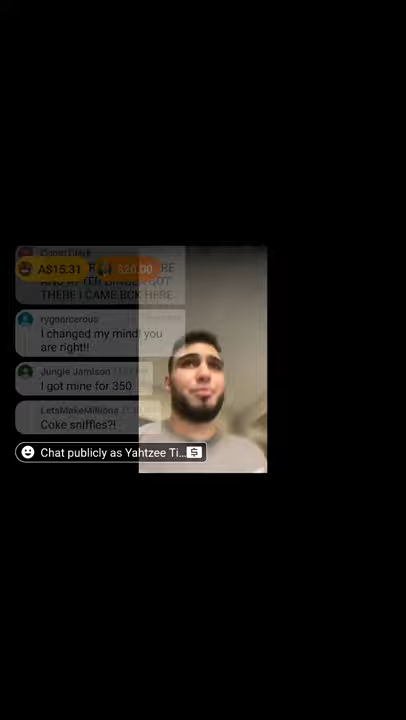 A$15.31
$20.00
THERE I CAME BCK HERE
rygnarcerous
I changed my mind! you
are right!!
Jungle Jamison
I got mine for 350
LetsMakeMillions
Coke sniffles?!
Chat publicly as Yahtzee Ti...